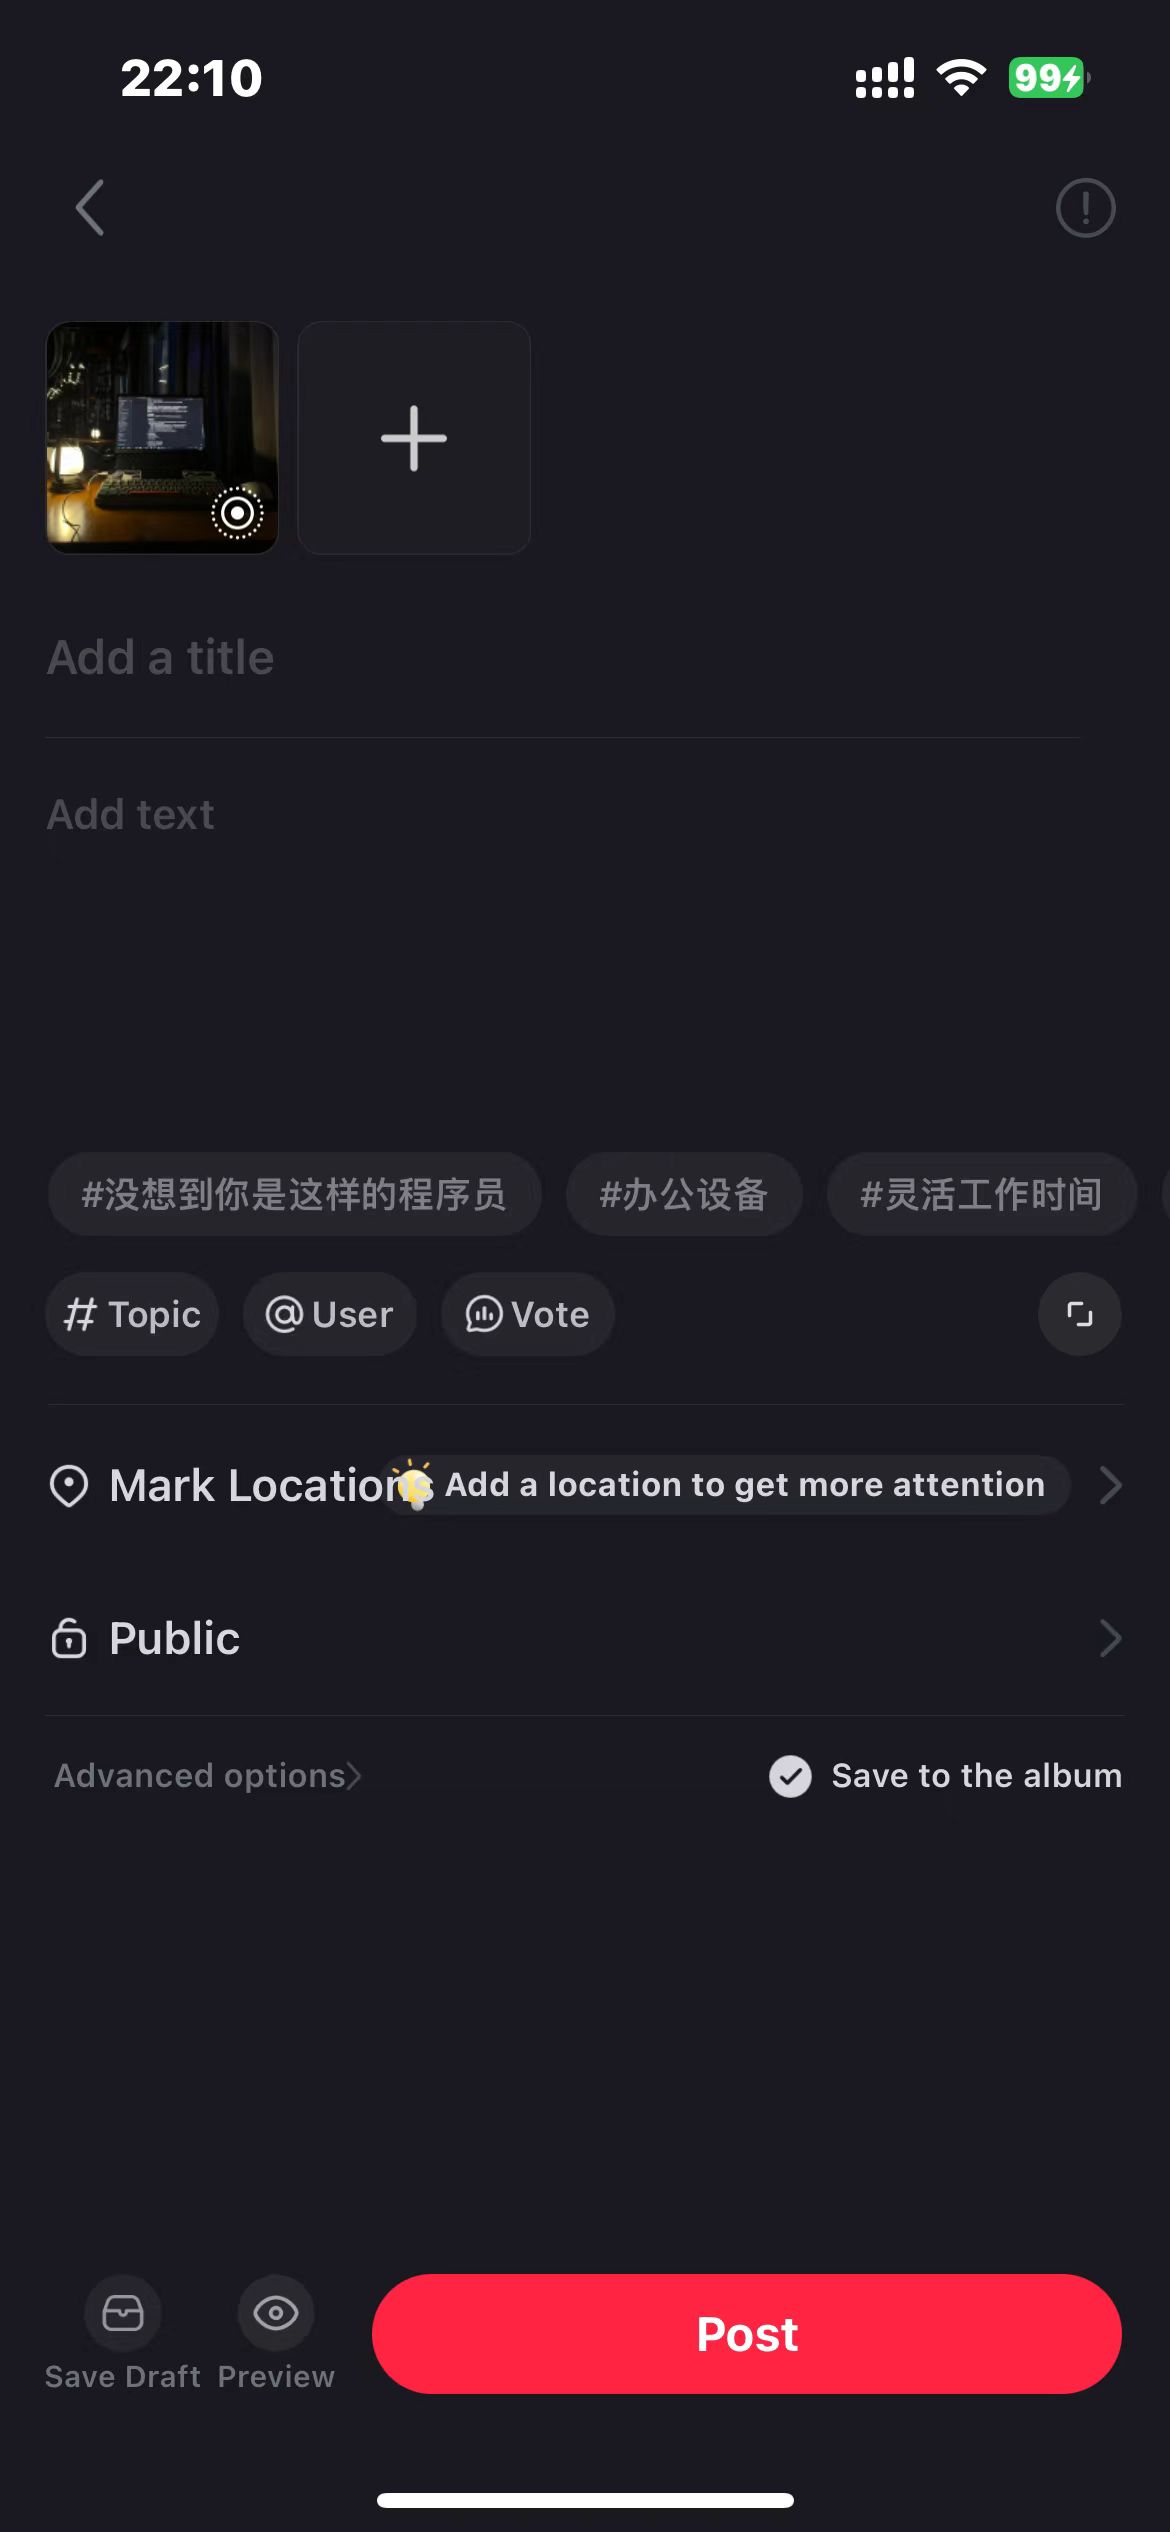 22:10
99
Add a title
Add text
#没想到你是这样的程序员 #办公设备 #灵活工作时间
# Topic @ User Vote
Mark Locations Add a location to get more attention
Public
Advanced options Save to the album
Save Draft Preview Post